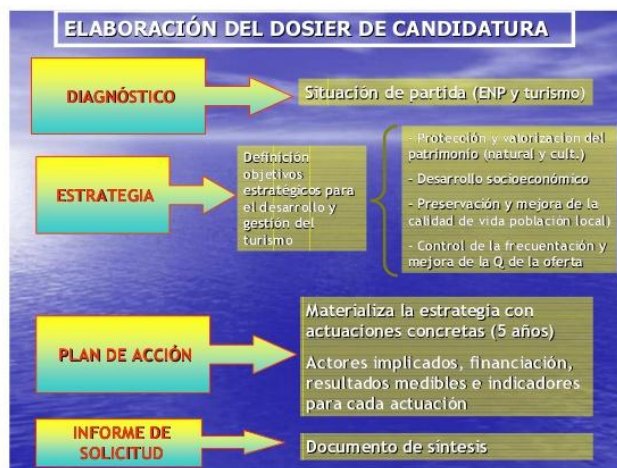 ELABORACIÓN DEL DOSIER DE CANDIDATURA
DIAGNÓSTICO
Situación de partida (ENP y turismo)
ESTRATEGIA
Definición
objetivos
estratégicos para
el desarrollo y
gestión del
turismo
- Protección y valorización del
patrimonio (natural y cult.)
- Desarrollo socioeconómico
- Preservación y mejora de la
calidad de vida población local)
- Control de la frecuentación y
mejora de la Q de la oferta
PLAN DE ACCIÓN
Materializa la estrategia con
actuaciones concretas (5 años)
Actores implicados, financiación,
resultados medibles e indicadores
para cada actuación
INFORME DE
SOLICITUD
Documento de síntesis